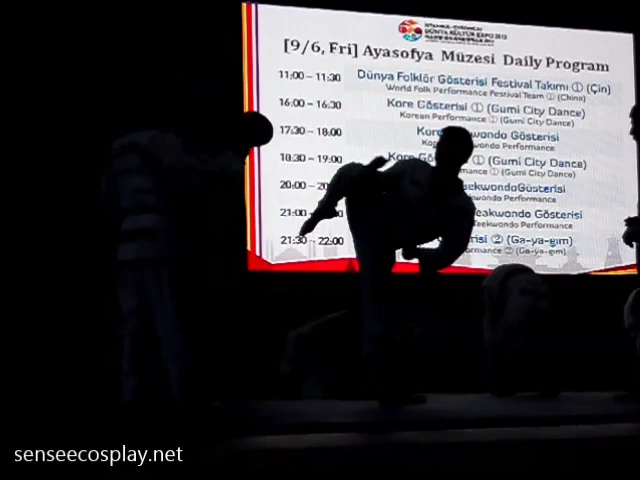 İSTANBUL-GYEONGJU
DÜNYA KÜLTÜR EXPO 2013
[9/6, Fri] Ayasofya Müzesi Daily Program
11:00 – 11:30 Dünya Folklör Gösterisi Festival Takımı ① (Çin)
World Folk Performance Festival Team ① (China)
16:00 – 16:30 Kore Gösterisi ① (Gumi City Dance)
Korean Performance ① (Gumi City Dance)
17:30 – 18:00 Gösterisi
Performance
18:30 – 19:00 Kore ① (Gumi City Dance)
① (Gumi City Dance)
20:00 – Gösterisi
Performance
21:00 Gösterisi
Performance
21:30 – 22:00 ② (Ga-ya-gım)
② (Ga-ya-gım)
senseecosplay.net